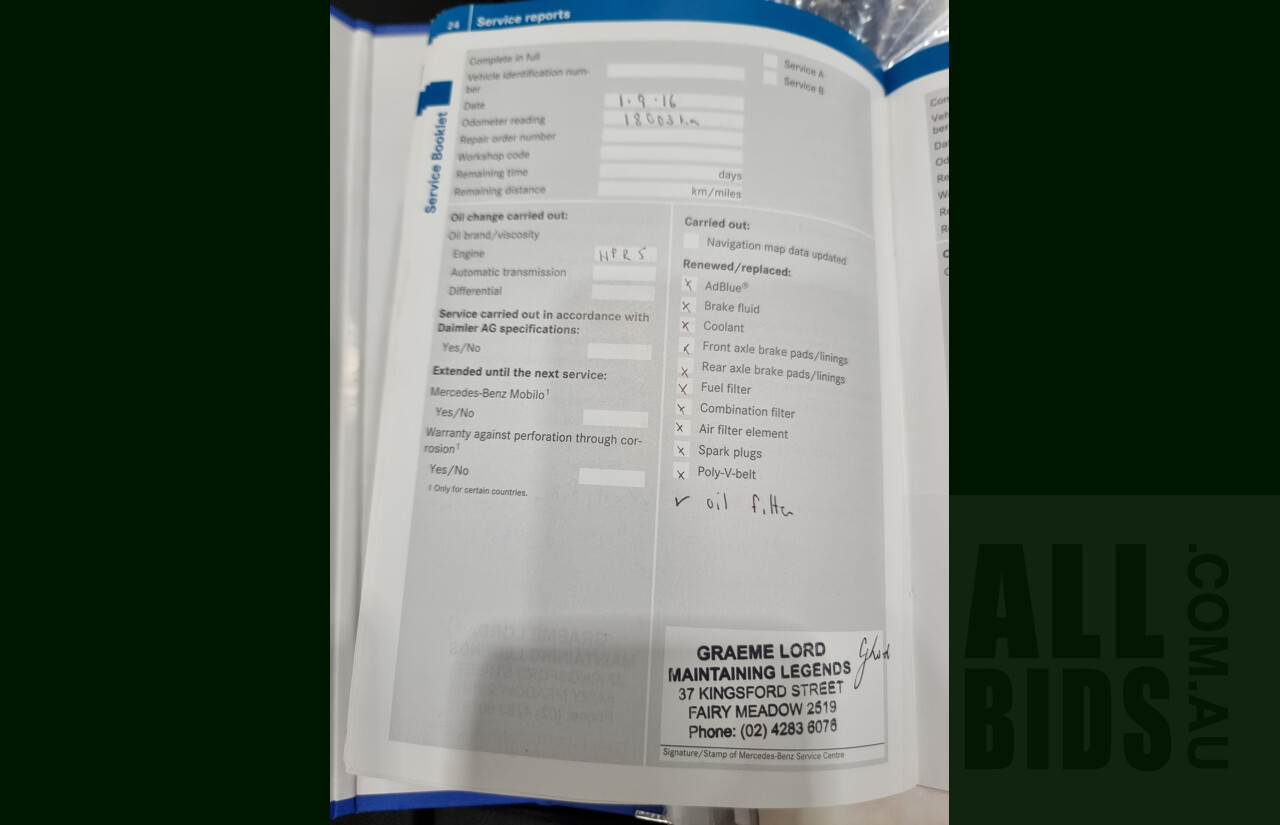 24 Service reports
Service Booklet
Complete in full
Vehicle identification num-
ber
Date 1.9.16
Odometer reading 18003 km
Repair order number
Workshop code
Remaining time days
Remaining distance km/miles
Service A
Service B
Oil change carried out:
Oil brand/viscosity
Engine HPR 5
Automatic transmission
Differential
Service carried out in accordance with
Daimler AG specifications:
Yes/No
Extended until the next service:
Mercedes-Benz Mobilo1
Yes/No
Warranty against perforation through cor-
rosion1
Yes/No
1 Only for certain countries.
Carried out:
Navigation map data updated
Renewed/replaced:
x AdBlue®
x Brake fluid
x Coolant
x Front axle brake pads/linings
x Rear axle brake pads/linings
x Fuel filter
x Combination filter
x Air filter element
x Spark plugs
x Poly-V-belt
✓ oil filter
GRAEME LORD
MAINTAINING LEGENDS
37 KINGSFORD STREET
FAIRY MEADOW 2519
Phone: (02) 4283 6076
Signature/Stamp of Mercedes-Benz Service Centre
ALL
BIDS
.COM.AU